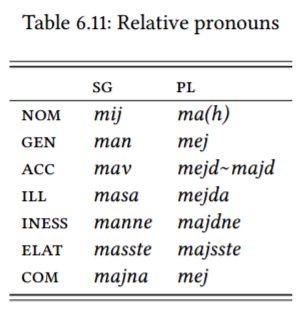 Table 6.11: Relative pronouns
SG PL
NOM mij ma(h)
GEN man mej
ACC mav mejd~majd
ILL masa mejda
INESS manne majdne
ELAT masste majsste
COM majna mej